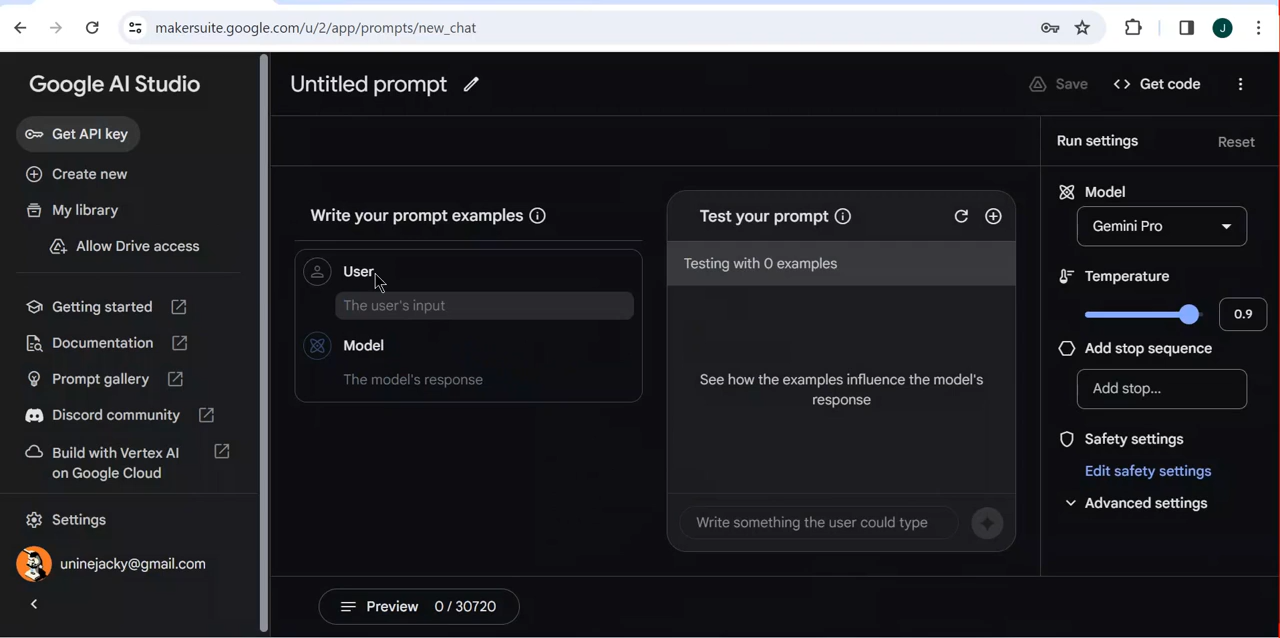 makersuite.google.com/u/2/app/prompts/new_chat
J
Google AI Studio
Get API key
Create new
My library
Allow Drive access
Getting started
Documentation
Prompt gallery
Discord community
Build with Vertex AI
on Google Cloud
Settings
uninejacky@gmail.com
Untitled prompt
Save
Get code
Write your prompt examples
User
The user's input
Model
The model's response
Preview 0 / 30720
Test your prompt
Testing with 0 examples
See how the examples influence the model's
response
Write something the user could type
Run settings
Reset
Model
Gemini Pro
Temperature
0.9
Add stop sequence
Add stop...
Safety settings
Edit safety settings
Advanced settings